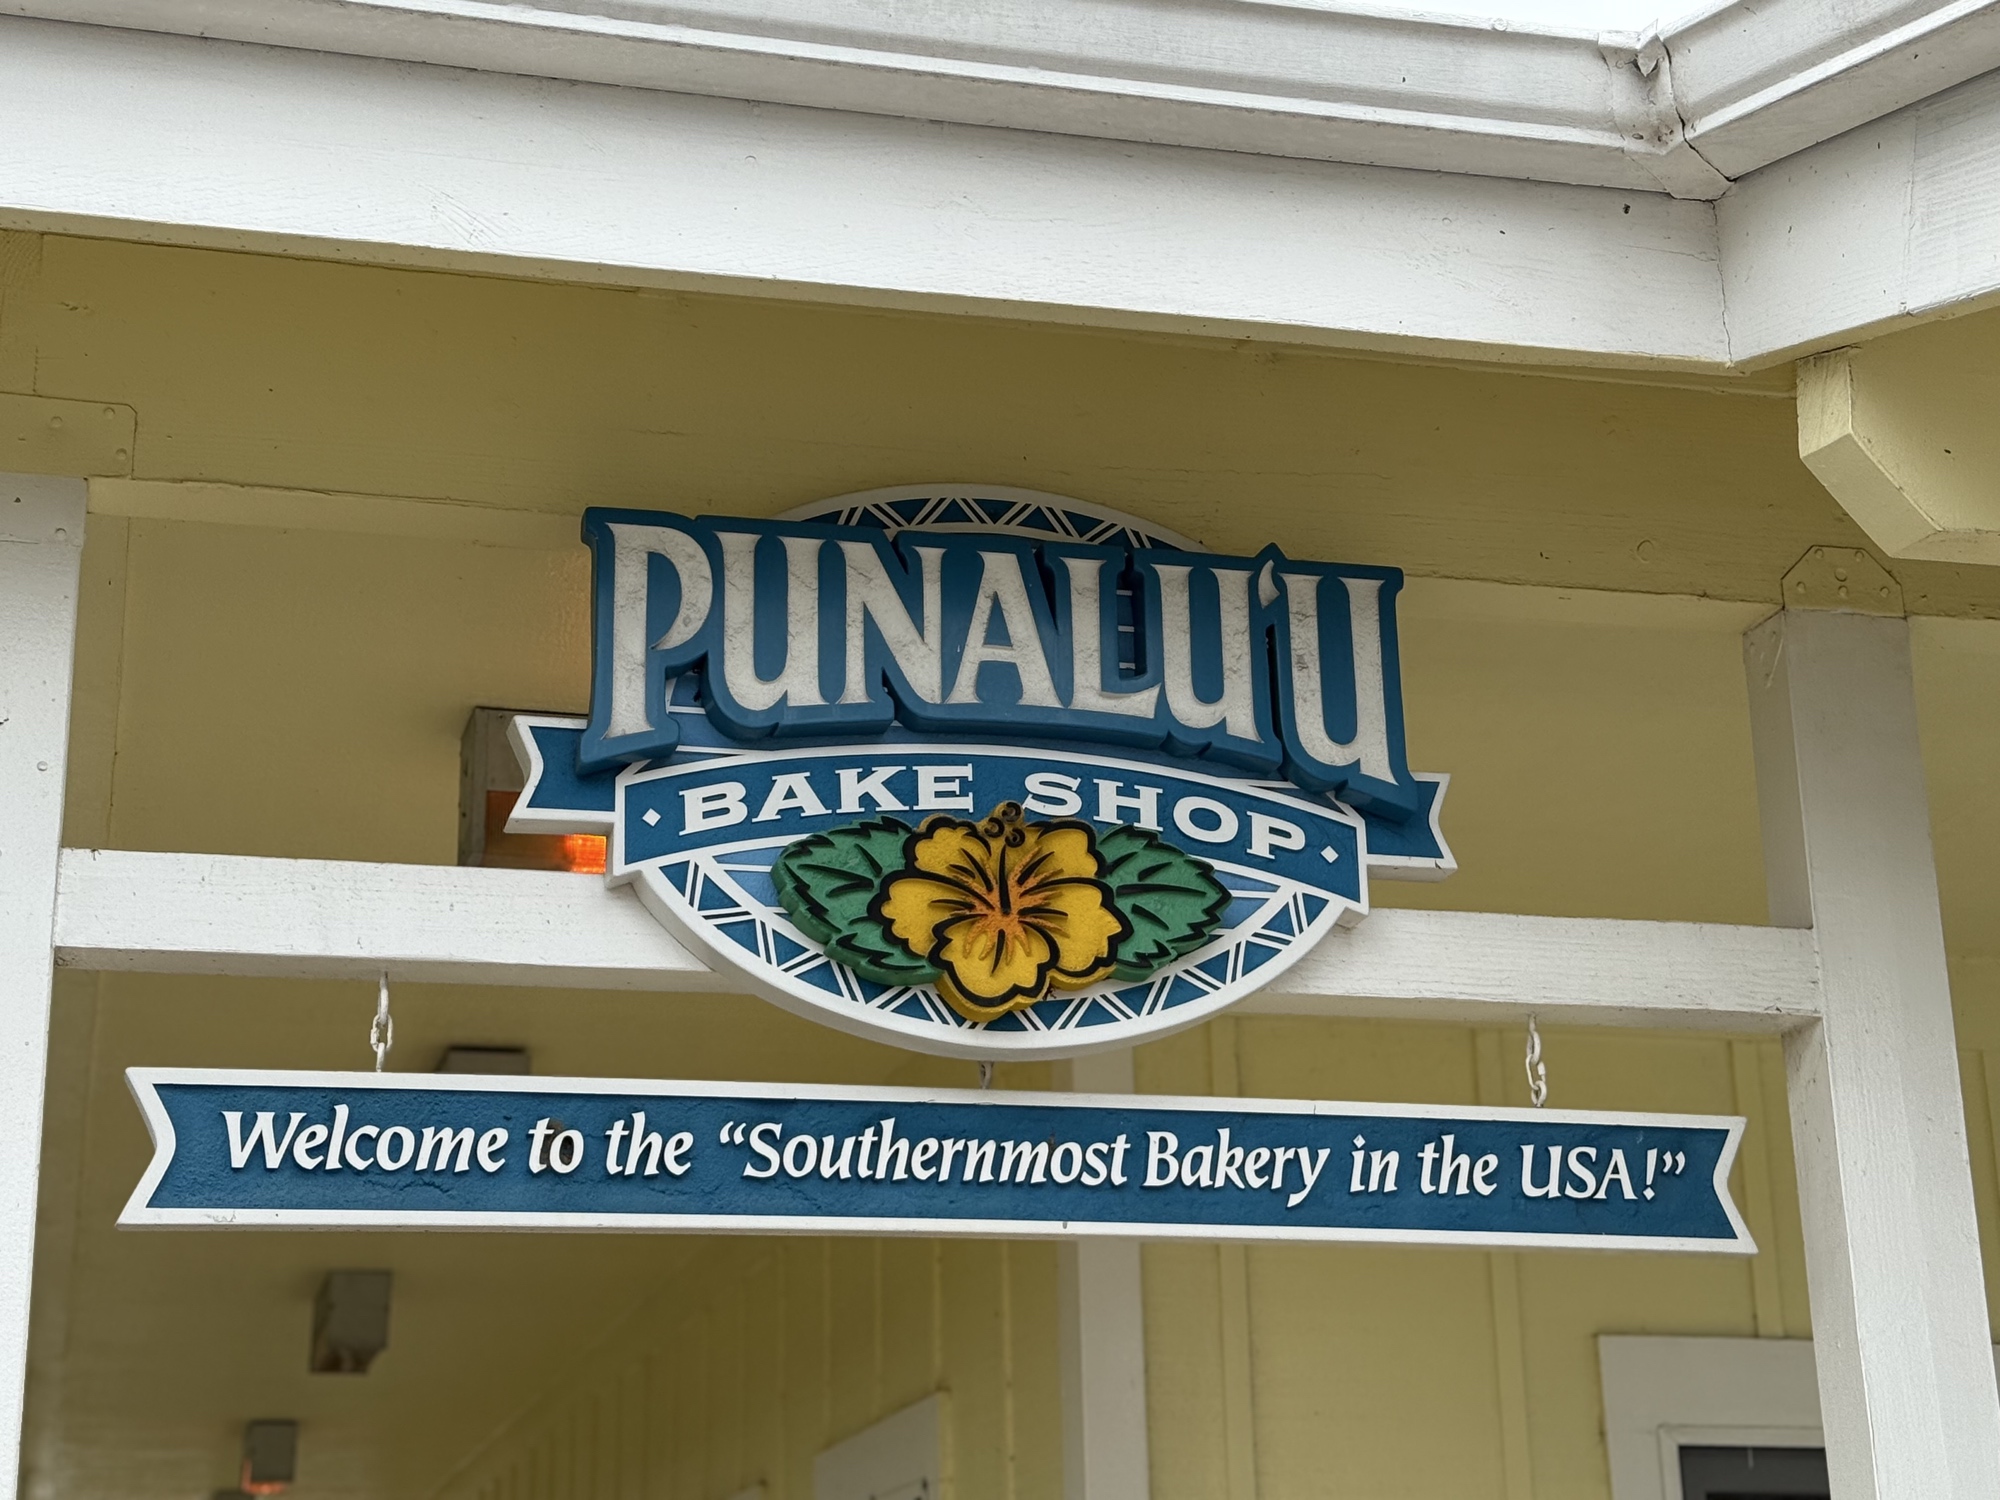 PUNALU‘U
BAKE SHOP
Welcome to the “Southernmost Bakery in the USA!”